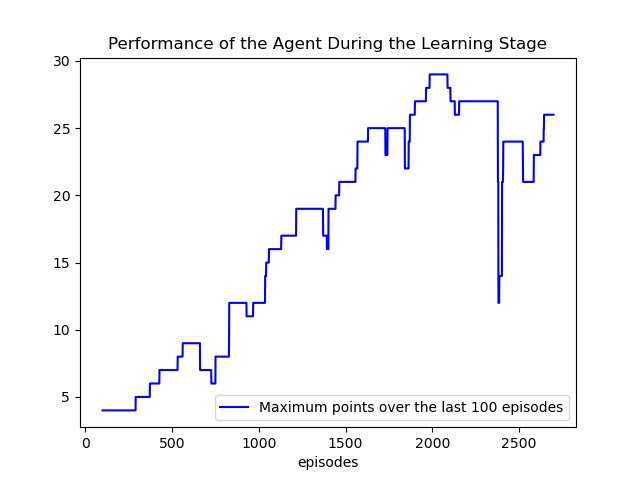 Performance of the Agent During the Learning Stage
30
25
20
15
10
5
Maximum points over the last 100 episodes
0 500 1000 1500 2000 2500
episodes